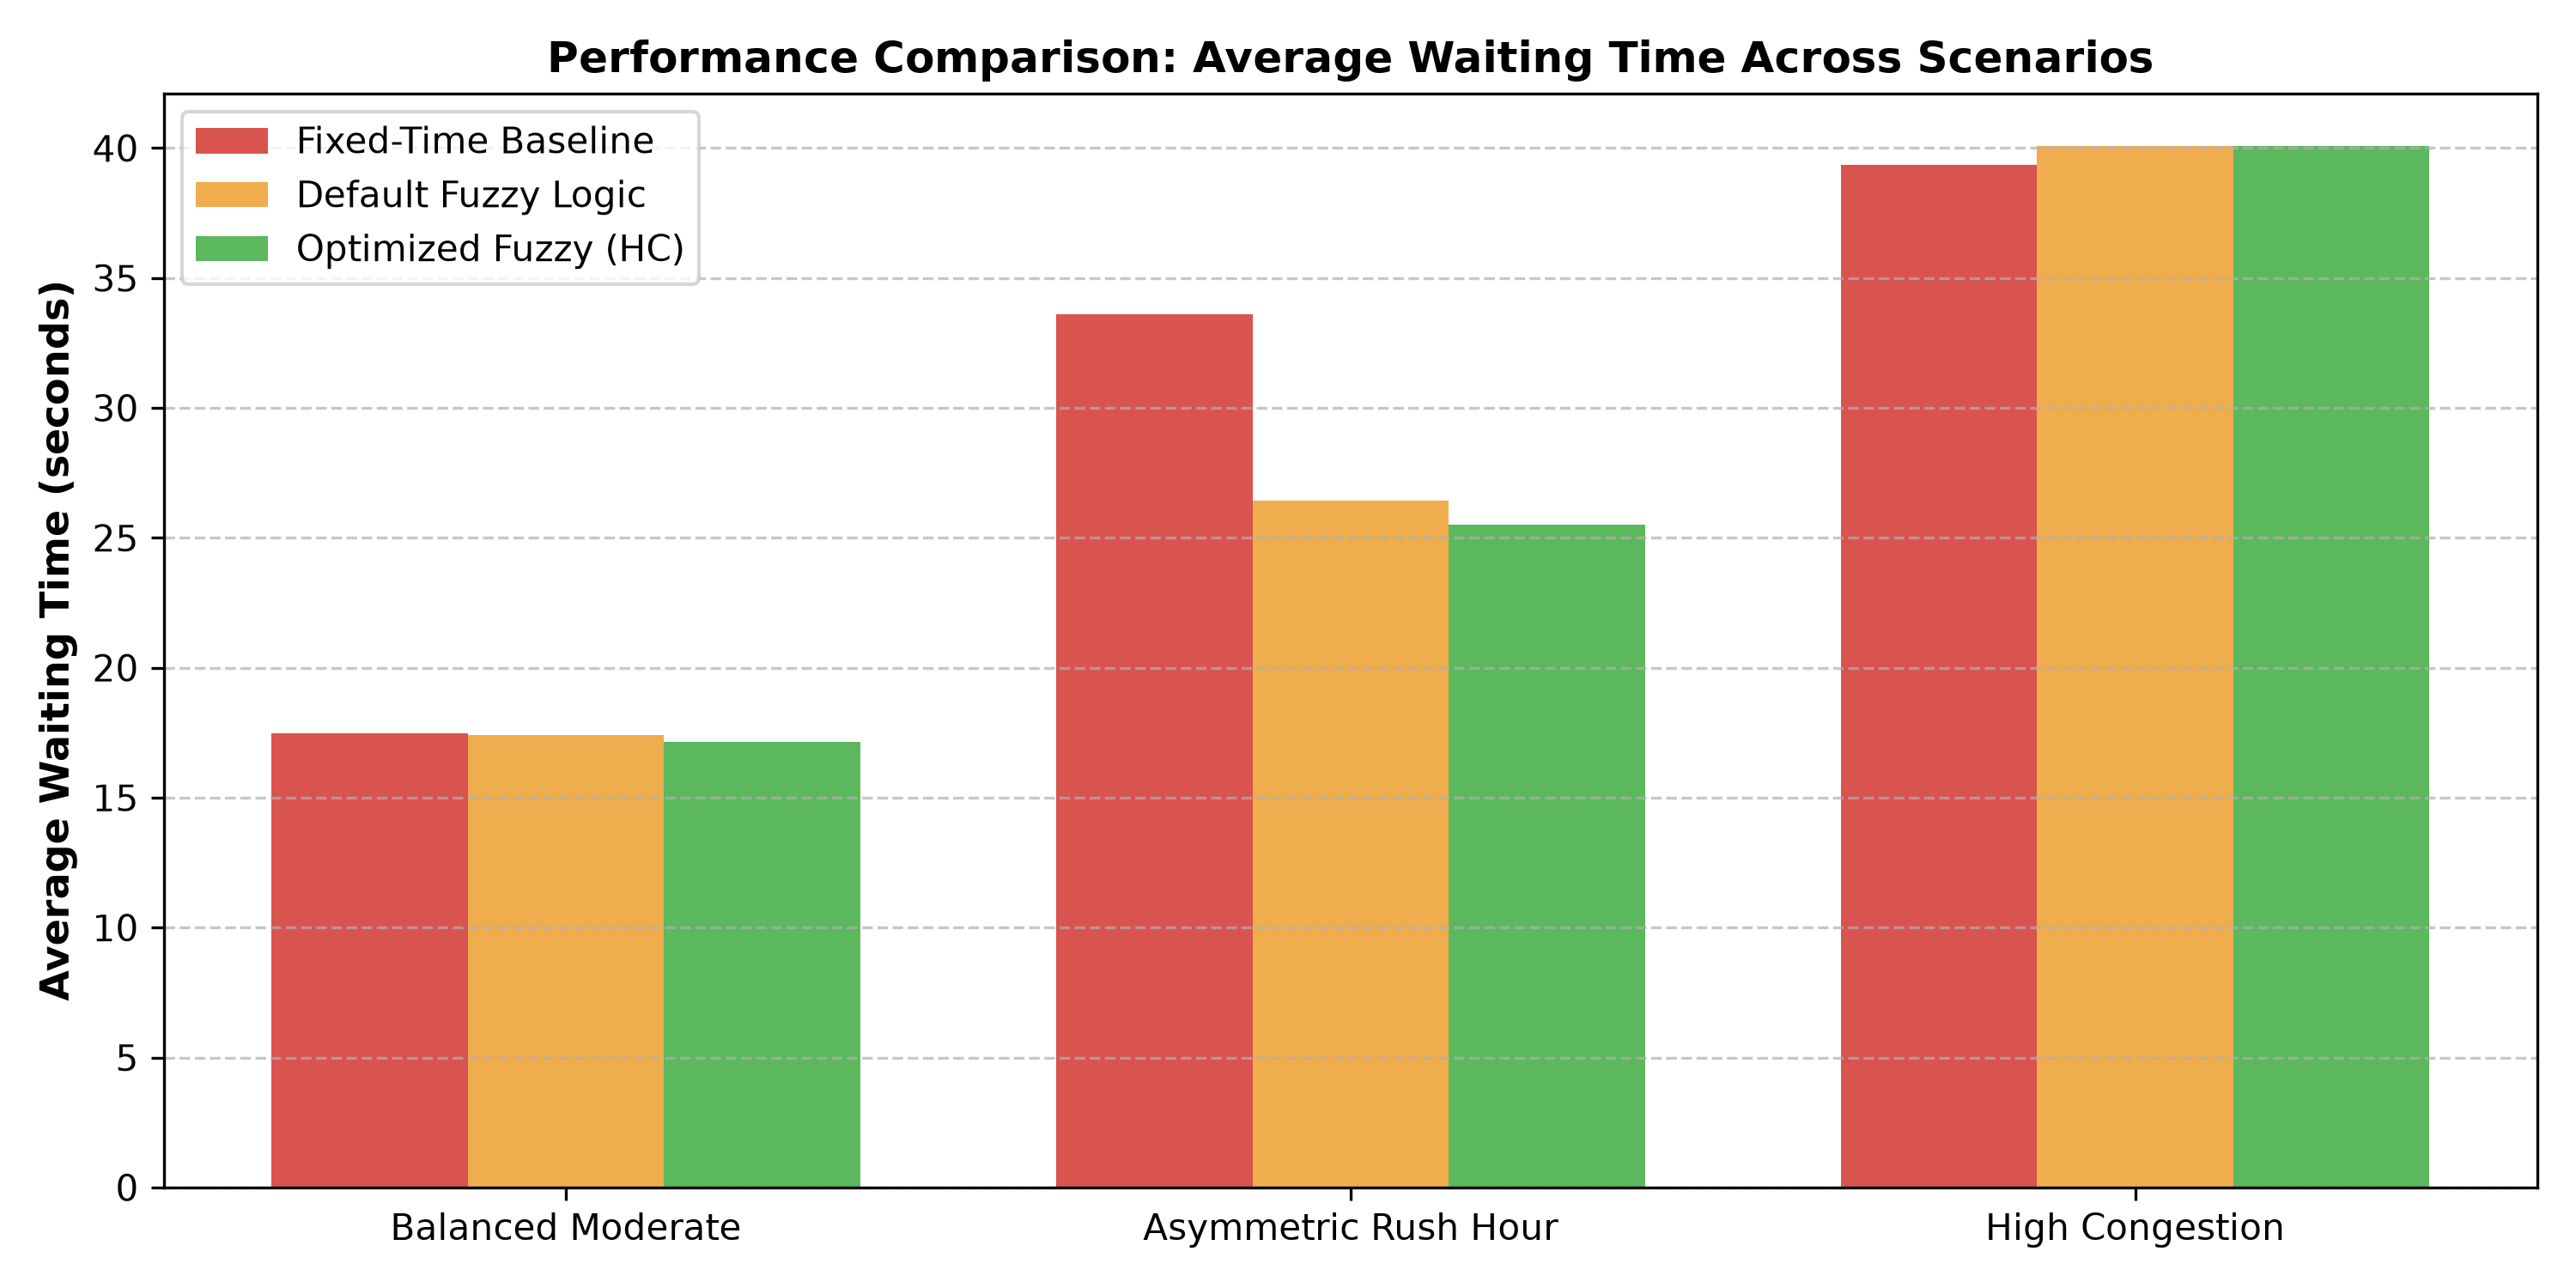 Performance Comparison: Average Waiting Time Across Scenarios
Fixed-Time Baseline
Default Fuzzy Logic
Optimized Fuzzy (HC)
Average Waiting Time (seconds)
40
35
30
25
20
15
10
5
0
Balanced Moderate
Asymmetric Rush Hour
High Congestion